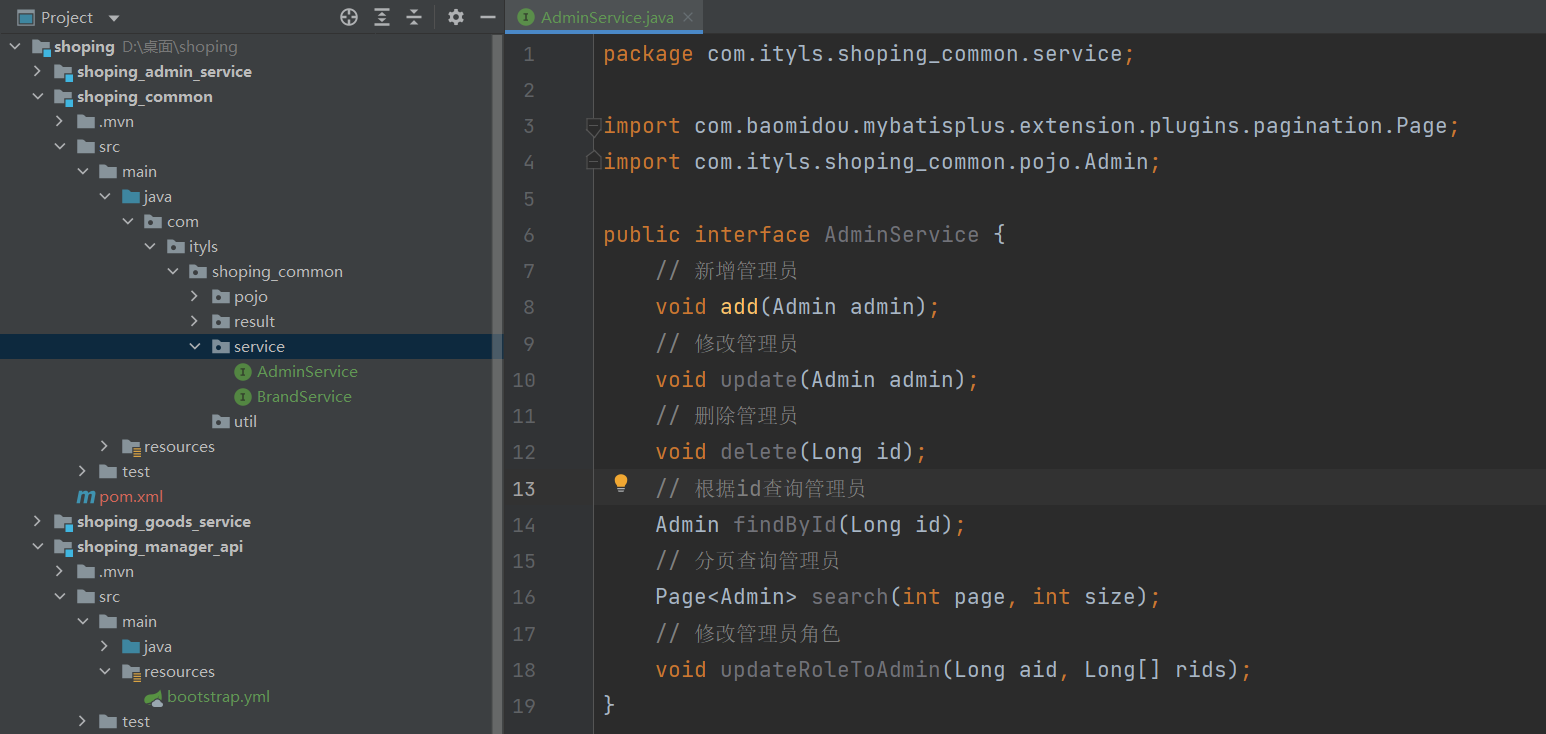 Project
shoping D:\桌面\shoping
shoping_admin_service
shoping_common
.mvn
src
main
java
com
ityls
shoping_common
pojo
result
service
AdminService
BrandService
util
resources
test
pom.xml
shoping_goods_service
shoping_manager_api
.mvn
src
main
java
resources
bootstrap.yml
test
AdminService.java
1 package com.ityls.shoping_common.service;
2
3 import com.baomidou.mybatisplus.extension.plugins.pagination.Page;
4 import com.ityls.shoping_common.pojo.Admin;
5
6 public interface AdminService {
7 // 新增管理员
8 void add(Admin admin);
9 // 修改管理员
10 void update(Admin admin);
11 // 删除管理员
12 void delete(Long id);
13 // 根据id查询管理员
14 Admin findById(Long id);
15 // 分页查询管理员
16 Page<Admin> search(int page, int size);
17 // 修改管理员角色
18 void updateRoleToAdmin(Long aid, Long[] rids);
19 }